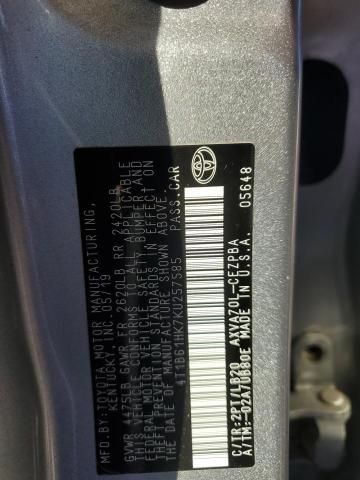 MFD.BY:TOYOTA MOTOR MANUFACTURING,
KENTUCKY, INC. 05/19
GVWR 4475LB GAWR FR 2620LB RR 2420LB
THIS VEHICLE CONFORMS TO ALL APPLICABLE
FEDERAL MOTOR VEHICLE SAFETY, BUMPER, AND
THEFT PREVENTION STANDARDS IN EFFECT ON
THE DATE OF MANUFACTURE SHOWN ABOVE.
4T1B61HK7KU257585 PASS.CAR
C/TR:2PT/LB20 AXVA70L-CEZPBA
A/TM:-02A/UB80E MADE IN U.S.A.
05648